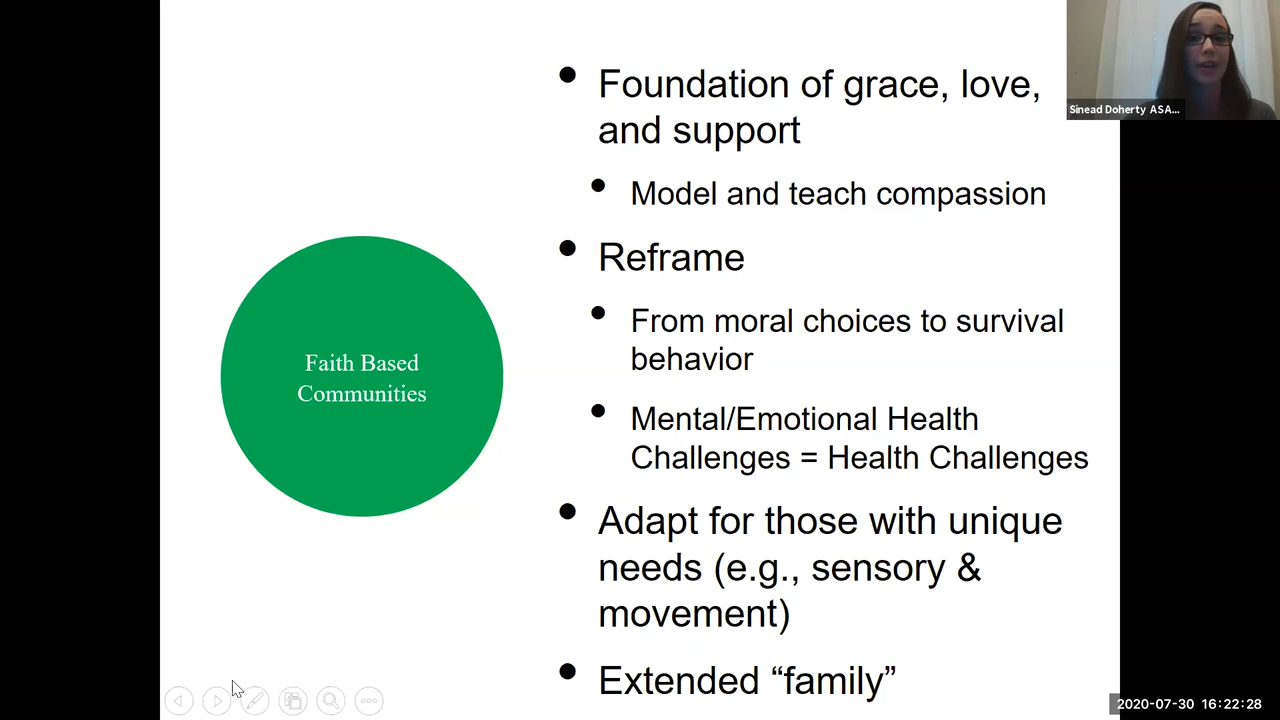 Faith Based
Communities
• Foundation of grace, love,
and support
• Model and teach compassion
• Reframe
• From moral choices to survival
behavior
• Mental/Emotional Health
Challenges = Health Challenges
• Adapt for those with unique
needs (e.g., sensory &
movement)
• Extended “family”
Sinead Doherty ASA...
2020-07-30 16:22:28